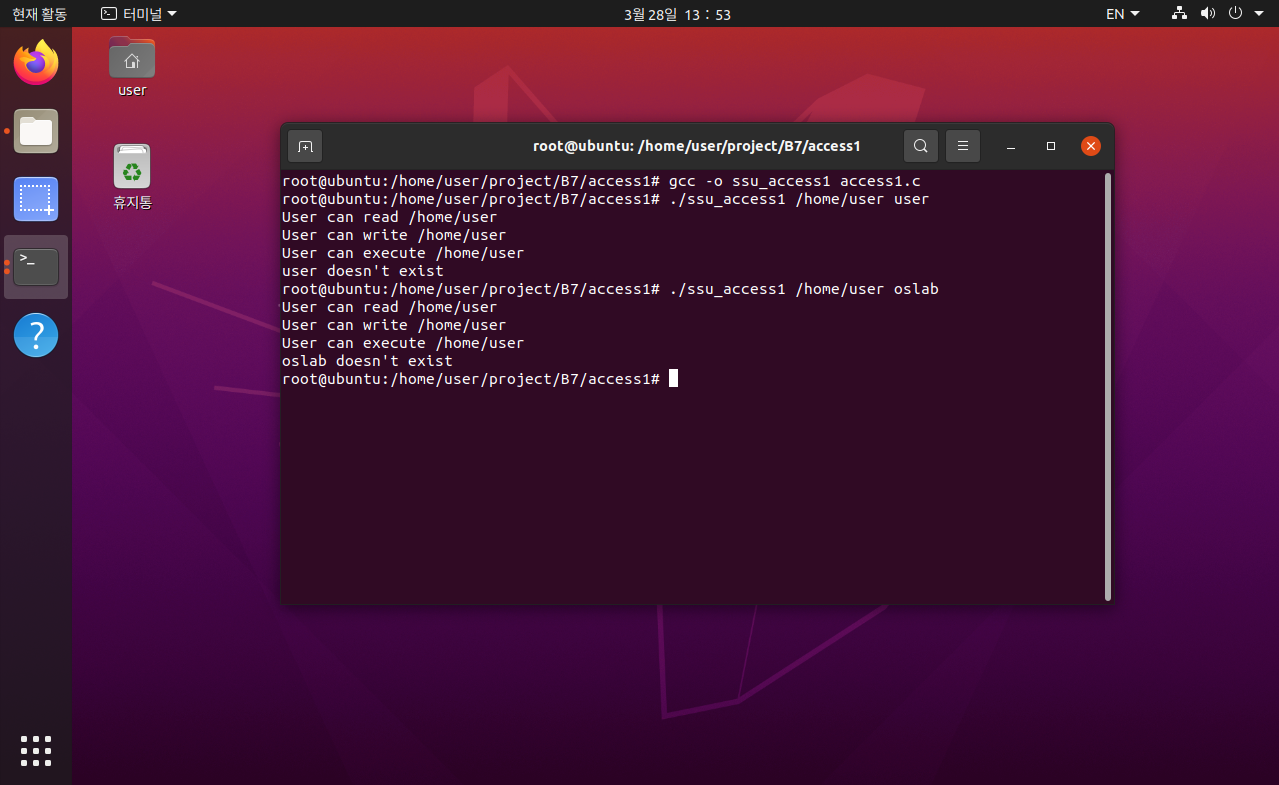 현재 활동
터미널
3월 28일 13 : 53
EN
user
휴지통
root@ubuntu: /home/user/project/B7/access1
root@ubuntu:/home/user/project/B7/access1# gcc -o ssu_access1 access1.c
root@ubuntu:/home/user/project/B7/access1# ./ssu_access1 /home/user user
User can read /home/user
User can write /home/user
User can execute /home/user
user doesn't exist
root@ubuntu:/home/user/project/B7/access1# ./ssu_access1 /home/user oslab
User can read /home/user
User can write /home/user
User can execute /home/user
oslab doesn't exist
root@ubuntu:/home/user/project/B7/access1#